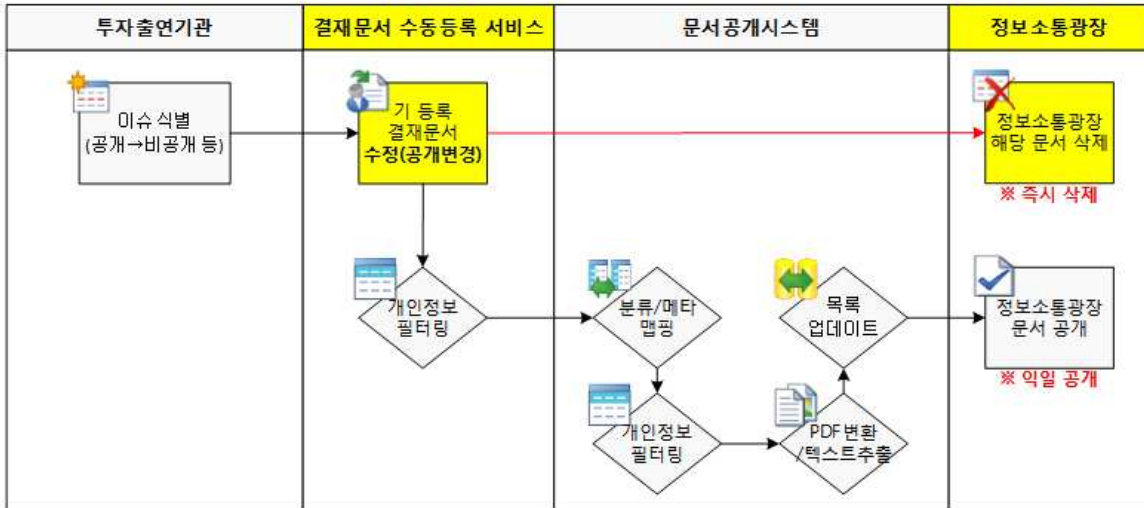 투자출연기관
결재문서 수동등록 서비스
문서공개시스템
정보소통광장
이슈 식별
(공개→비공개 등)
기 등록
결재문서
수정(공개변경)
정보소통광장
해당 문서 삭제
※ 즉시 삭제
개인정보
필터링
분류/메타
맵핑
목록
업데이트
정보소통광장
문서 공개
※ 익일 공개
개인정보
필터링
PDF변환
/텍스트추출